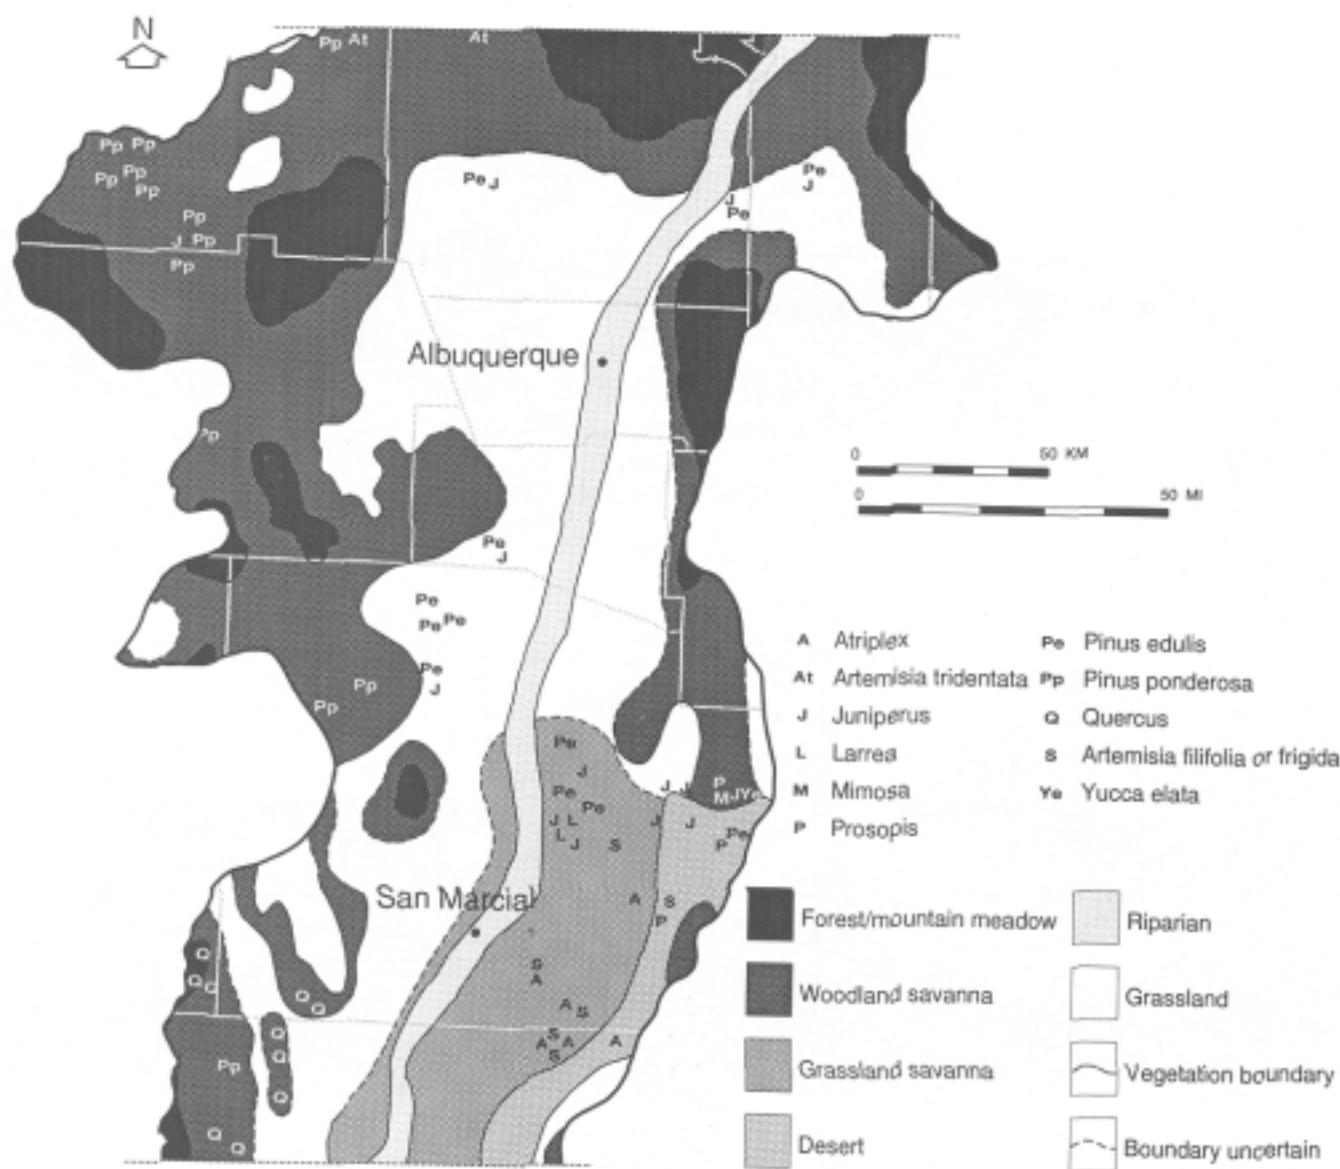 N
Pp At At
Pp Pp
Pp Pp
Pp
Pp
J Pp
Pp
Pe J
Pe
J
J
Pe
Albuquerque
Pp
0 50 KM
0 50 MI
Pe
J
Pe
Pe Pe
Pe
J
Pp
Pp
A Atriplex
At Artemisia tridentata
J Juniperus
L Larrea
M Mimosa
P Prosopis
Pe Pinus edulis
Pp Pinus ponderosa
Q Quercus
S Artemisia filifolia or frigida
Ye Yucca elata
Pe
J
Pe
Pe
J L
L
J
S
J J
P
M J Ye
J J
Pe
P
A S
P
San Marcial
S
A
A
S
S
A A
S
A
Q
Q
Q
Q
Q
Q
Q
Q
Pp
Q
Q
Forest/mountain meadow
Woodland savanna
Grassland savanna
Desert
Riparian
Grassland
Vegetation boundary
Boundary uncertain